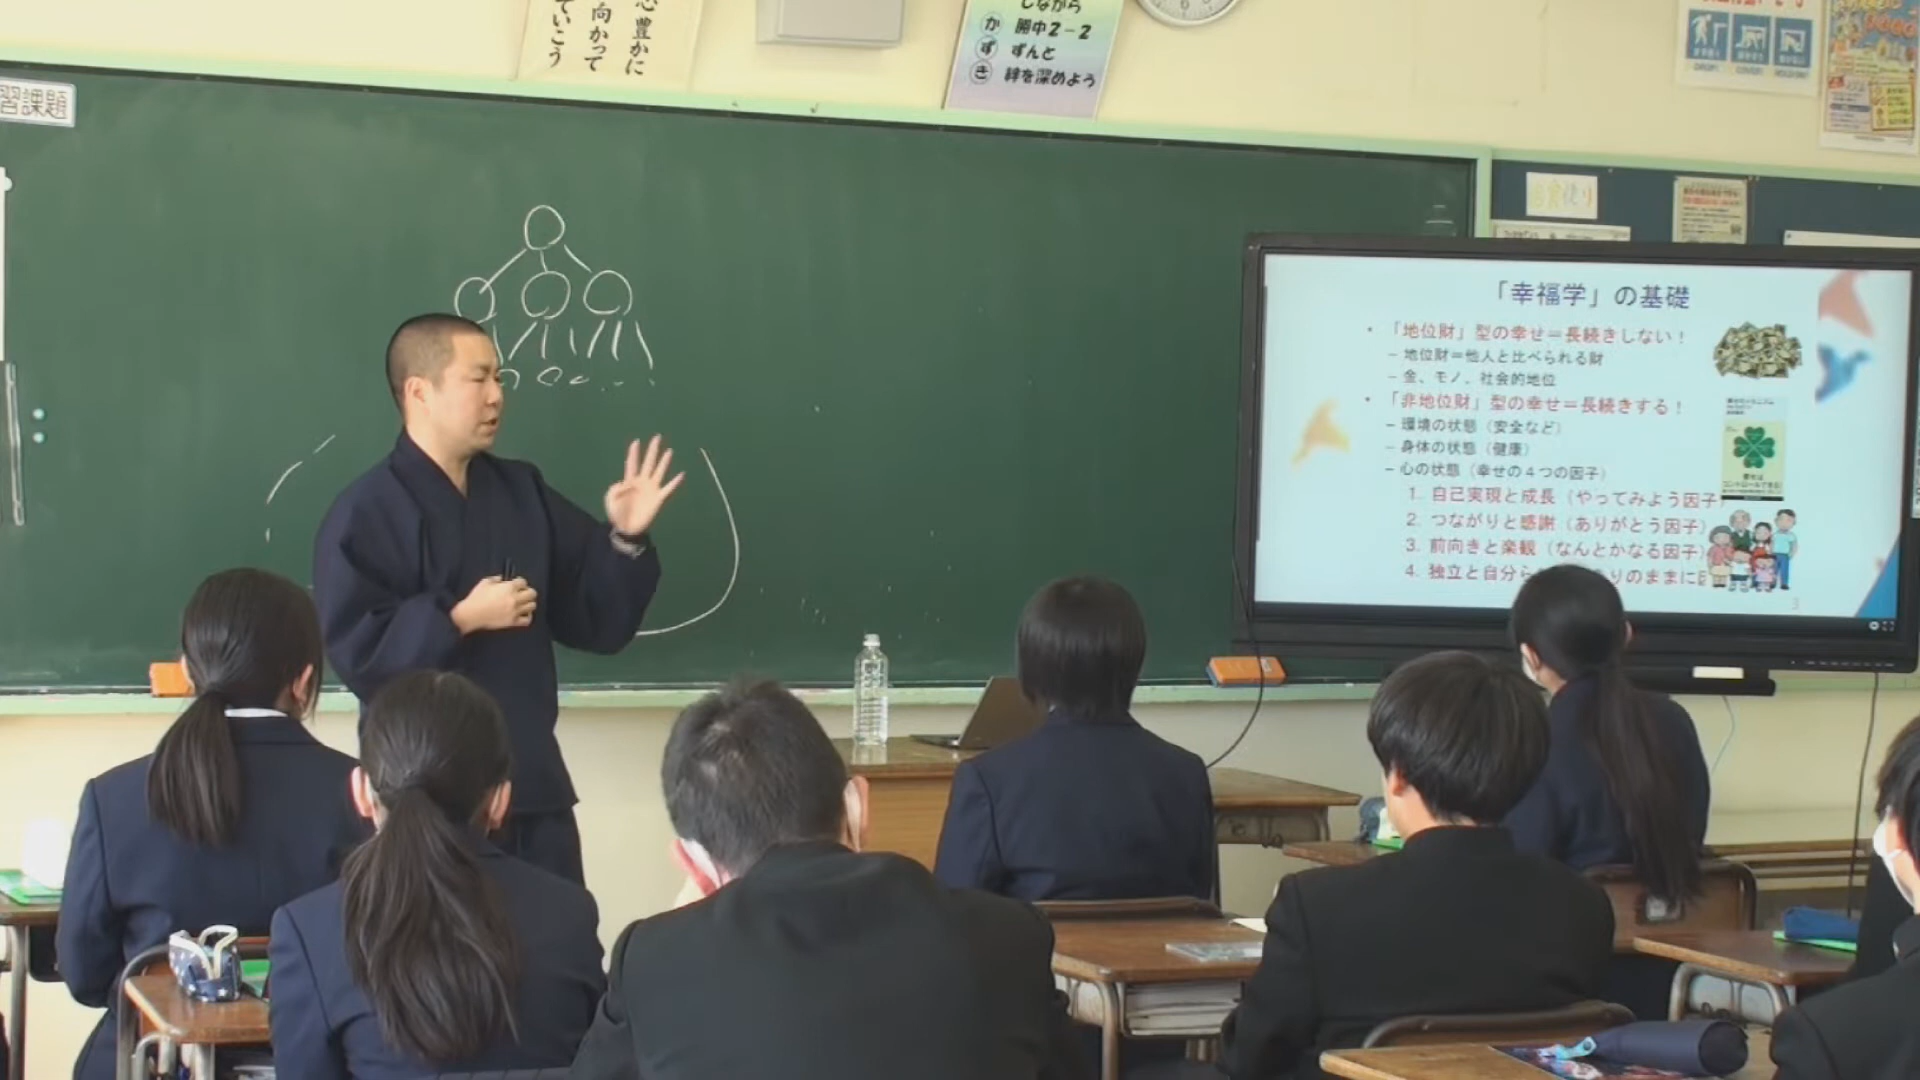 心豊かに
向かって
ていこう
しながら
か 勝中2-2
ず ずんと
き 絆を深めよう
習課題
「幸福学」の基礎
・「地位財」型の幸せ=長続きしない！
– 地位財=他人と比べられる財
– 金、モノ、社会的地位
・「非地位財」型の幸せ=長続きする！
– 環境の状態（安全など）
– 身体の状態（健康）
– 心の状態（幸せの４つの因子）
1. 自己実現と成長（やってみよう因子
2. つながりと感謝（ありがとう因子）
3. 前向きと楽観（なんとかなる因子）
4. 独立と自分ら りのままに
3